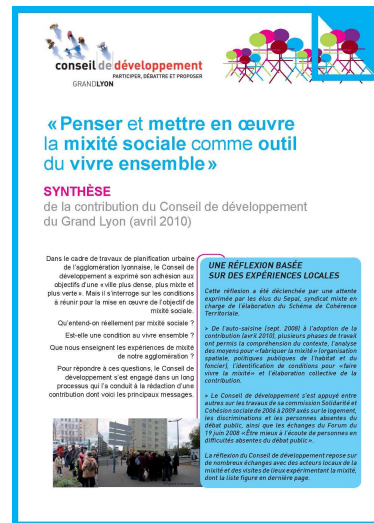 conseil de développement
PARTICIPER, DÉBATTRE ET PROPOSER
GRANDLYON
« Penser et mettre en œuvre
la mixité sociale comme outil
du vivre ensemble »
SYNTHÈSE
de la contribution du Conseil de développement
du Grand Lyon (avril 2010)
Dans le cadre de travaux de planification urbaine
de l'agglomération lyonnaise, le Conseil de
développement a exprimé son adhésion aux
objectifs d'une « ville plus dense, plus mixte et
plus verte ». Mais il s'interroge sur les conditions
à réunir pour la mise en œuvre de l'objectif de
mixité sociale.
Qu'entend-on réellement par mixité sociale ?
Est-elle une condition au vivre ensemble ?
Que nous enseignent les expériences de mixité
de notre agglomération ?
Pour répondre à ces questions, le Conseil de
développement s'est engagé dans un long
processus qui l'a conduit à la rédaction d'une
contribution dont voici les principaux messages.
UNE RÉFLEXION BASÉE
SUR DES EXPÉRIENCES LOCALES
Cette réflexion a été déclenchée par une attente
exprimée par les élus du Sepal, syndicat mixte en
charge de l'élaboration du Schéma de Cohérence
Territoriale.
> De l'auto-saisine (sept. 2008) à l'adoption de la
contribution (avril 2010), plusieurs phases de travail
ont permis la compréhension du contexte, l'analyse
des moyens pour « fabriquer la mixité » (organisation
spatiale, politiques publiques de l'habitat et du
foncier), l'identification de conditions pour « faire
vivre la mixité » et l'élaboration collective de la
contribution.
> Le Conseil de développement s'est appuyé entre
autres sur les travaux de sa commission Solidarité et
Cohésion sociale de 2006 à 2009 axés sur le logement,
les discriminations et les personnes absentes du
débat public, ainsi que les échanges du Forum du
19 juin 2008 « Être mieux à l'écoute de personnes en
difficultés absentes du débat public ».
La réflexion du Conseil de développement repose sur
de nombreux échanges avec des acteurs locaux de la
mixité et des visites de lieux expérimentant la mixité,
dont la liste figure en dernière page.